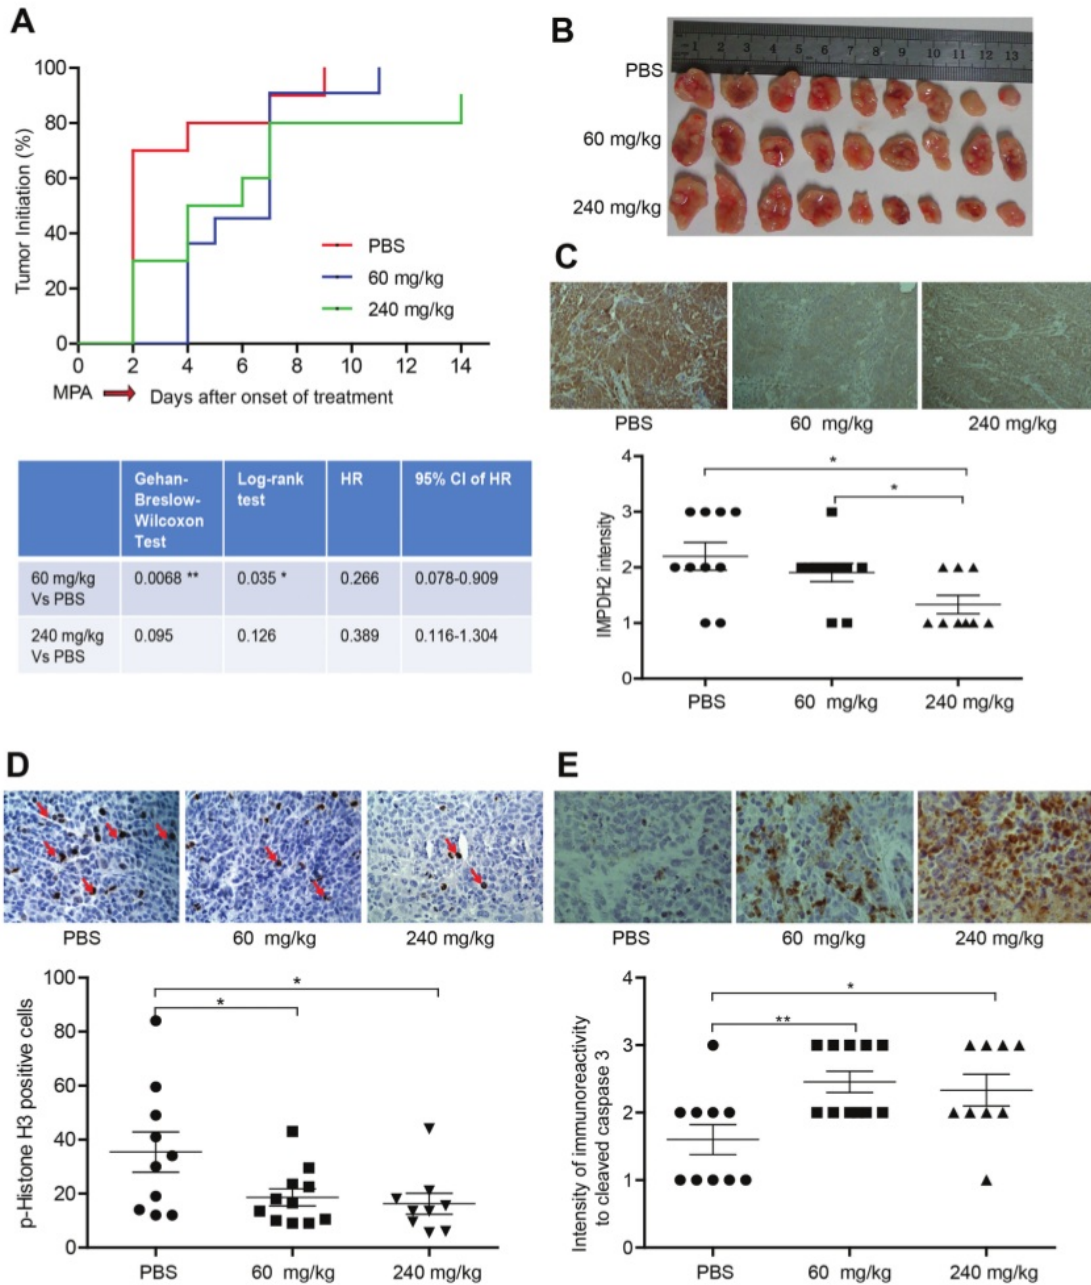 A
Tumor Initiation (%)
100
80
60
40
20
0
PBS
60 mg/kg
240 mg/kg
0 2 4 6 8 10 12 14
MPA Days after onset of treatment
Gehan-Breslow-Wilcoxon Test Log-rank test HR 95% CI of HR
60 mg/kg Vs PBS 0.0068 ** 0.035 * 0.266 0.078-0.909
240 mg/kg Vs PBS 0.095 0.126 0.389 0.116-1.304
B
1 2 3 4 5 6 7 8 9 10 11 12 13
PBS
60 mg/kg
240 mg/kg
C
PBS 60 mg/kg 240 mg/kg
IMPDH2 intensity
4
3
2
1
0
*
*
PBS 60 mg/kg 240 mg/kg
D
PBS 60 mg/kg 240 mg/kg
p-Histone H3 positive cells
100
80
60
40
20
0
*
*
PBS 60 mg/kg 240 mg/kg
E
PBS 60 mg/kg 240 mg/kg
Intensity of immunoreactivity
to cleaved caspase 3
4
3
2
1
0
*
**
PBS 60 mg/kg 240 mg/kg